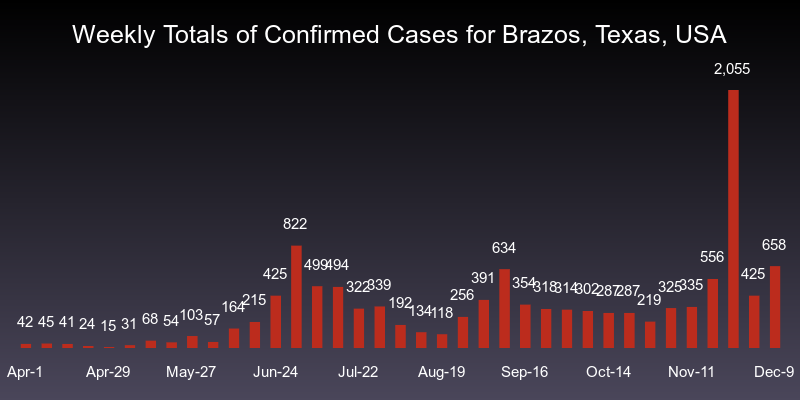 Weekly Totals of Confirmed Cases for Brazos, Texas, USA
42 45 41 24 15 31 68 54 103 57 164 215 425 822 499 494 322 339 192 134 118 256 391 634 354 318 314 302 287 287 219 325 335 556 2,055 425 658
Apr-1 Apr-29 May-27 Jun-24 Jul-22 Aug-19 Sep-16 Oct-14 Nov-11 Dec-9